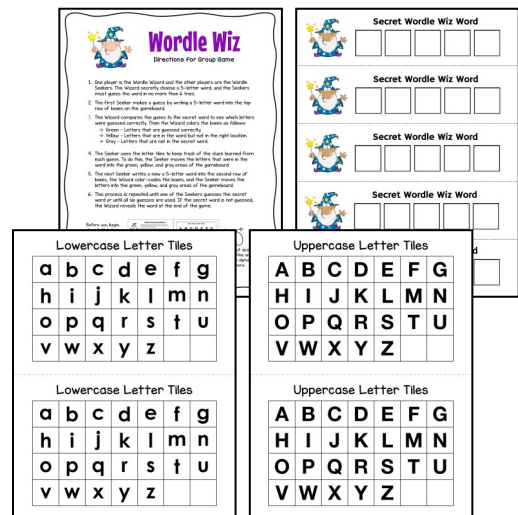 Wordle Wiz
Directions for Group Game
1. One player is the Wordle Wizard and the other players are the Wordle
Seekers. The Wizard secretly choose a 5-letter word, and the Seekers
must guess the word in no more than 6 tries.
2. The first Seeker makes a guess by writing a 5-letter word into the top
row of boxes on the gameboard.
3. The Wizard compares the guess to the secret word to see which letters
were guessed correctly. Then the Wizard colors the boxes as follows:
→ Green - Letters that are guessed correctly
→ Yellow - Letters that are in the word but not in the right location.
→ Gray - Letters that are not in the secret word.
4. The Seeker uses the letter tiles to keep track of the clues learned from
each guess. To do this, the Seeker moves the letters that were in the
word into the green, yellow, and gray areas of the gameboard.
5. The next Seeker writes a new a 5-letter word into the second row of
boxes, the Wizard color-codes the boxes, and the Seeker moves the
letters into the green, yellow, and gray areas of the gameboard.
6. This process is repeated until one of the Seekers guesses the secret
word or until all six guesses are used. If the secret word is not guessed,
the Wizard reveals the word at the end of the game.
Before you begin,
Secret Wordle Wiz Word
Secret Wordle Wiz Word
Secret Wordle Wiz Word
Secret Wordle Wiz Word
Lowercase Letter Tiles
a b c d e f g
h i j k l m n
o p q r s t u
v w x y z
Lowercase Letter Tiles
a b c d e f g
h i j k l m n
o p q r s t u
v w x y z
Uppercase Letter Tiles
A B C D E F G
H I J K L M N
O P Q R S T U
V W X Y Z
Uppercase Letter Tiles
A B C D E F G
H I J K L M N
O P Q R S T U
V W X Y Z